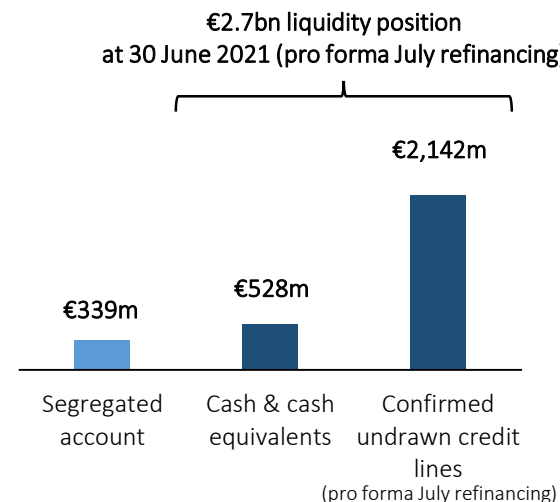 €2.7bn liquidity position
at 30 June 2021 (pro forma July refinancing)
€2,142m
€528m
€339m
Segregated
account
Cash & cash
equivalents
Confirmed
undrawn credit
lines
(pro forma July refinancing)